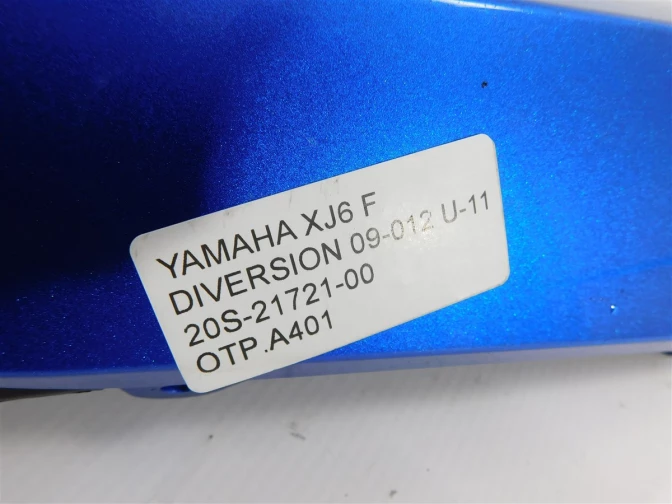 YAMAHA XJ6 F
DIVERSION 09-012 U-11
20S-21721-00
OTP.A401